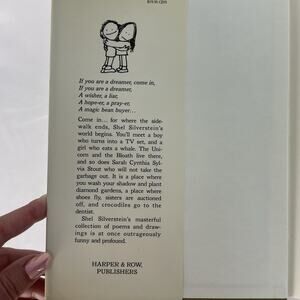 If you are a dreamer, come in,
If you are a dreamer,
A wisher, a liar,
A hope-er, a pray-er,
A magic bean buyer...
Come in... for where the side-
walk ends, Shel Silverstein's
world begins. You'll meet a boy
who turns into a TV set, and a
girl who eats a whale. The Uni-
corn and the Bloath live there,
and so does Sarah Cynthia Syl-
via Stout who will not take the
garbage out. It is a place where
you wash your shadow and plant
diamond gardens, a place where
shoes fly, sisters are auctioned
off, and crocodiles go to the
dentist.
Shel Silverstein's masterful
collection of poems and draw-
ings is at once outrageously
funny and profound.
HARPER & ROW,
PUBLISHERS